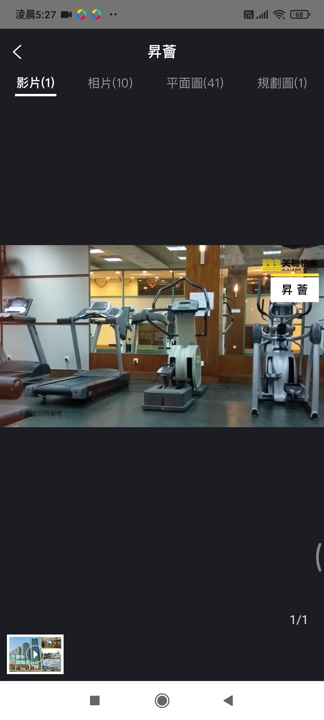 凌晨5:27
68
昇薈
影片(1)
相片(10)
平面圖(41)
規劃圖(1)
美聯物業
昇薈
1/1